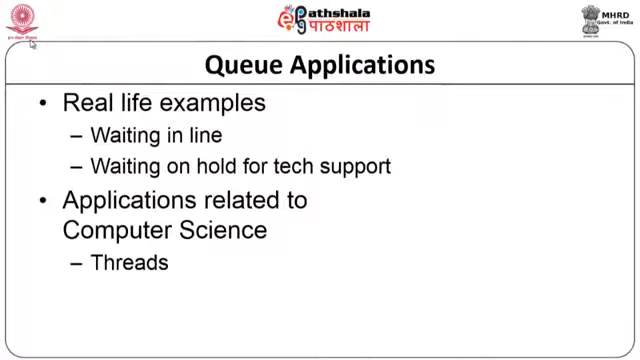 ePathshala
पाठशाला
MHRD
Govt. of India
Queue Applications
• Real life examples
– Waiting in line
– Waiting on hold for tech support
• Applications related to
Computer Science
– Threads